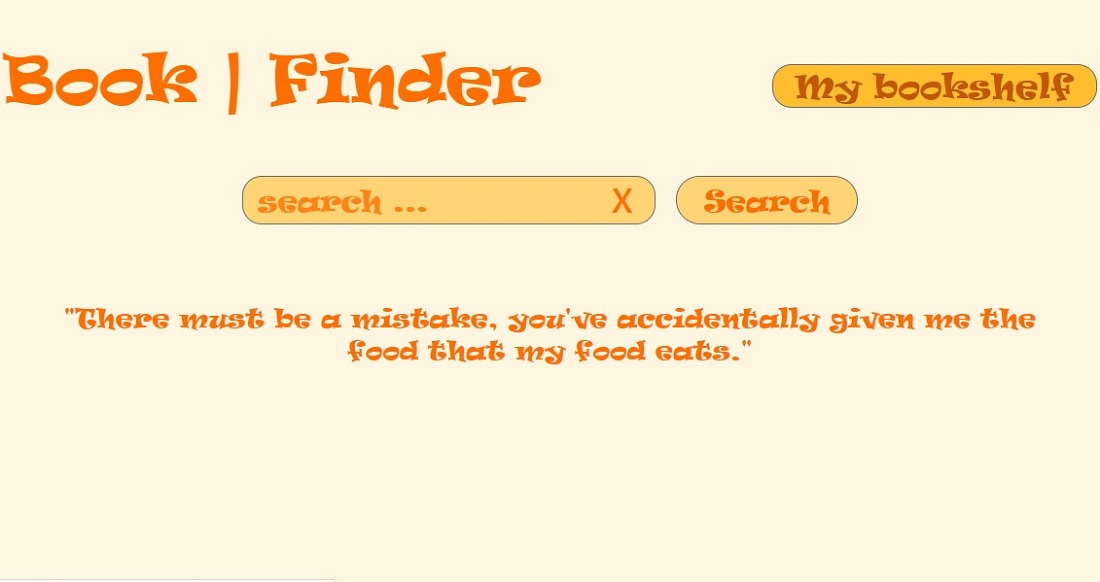 Book | Finder
My bookshelf
search ...
X
Search
"There must be a mistake, you've accidentally given me the
food that my food eats."